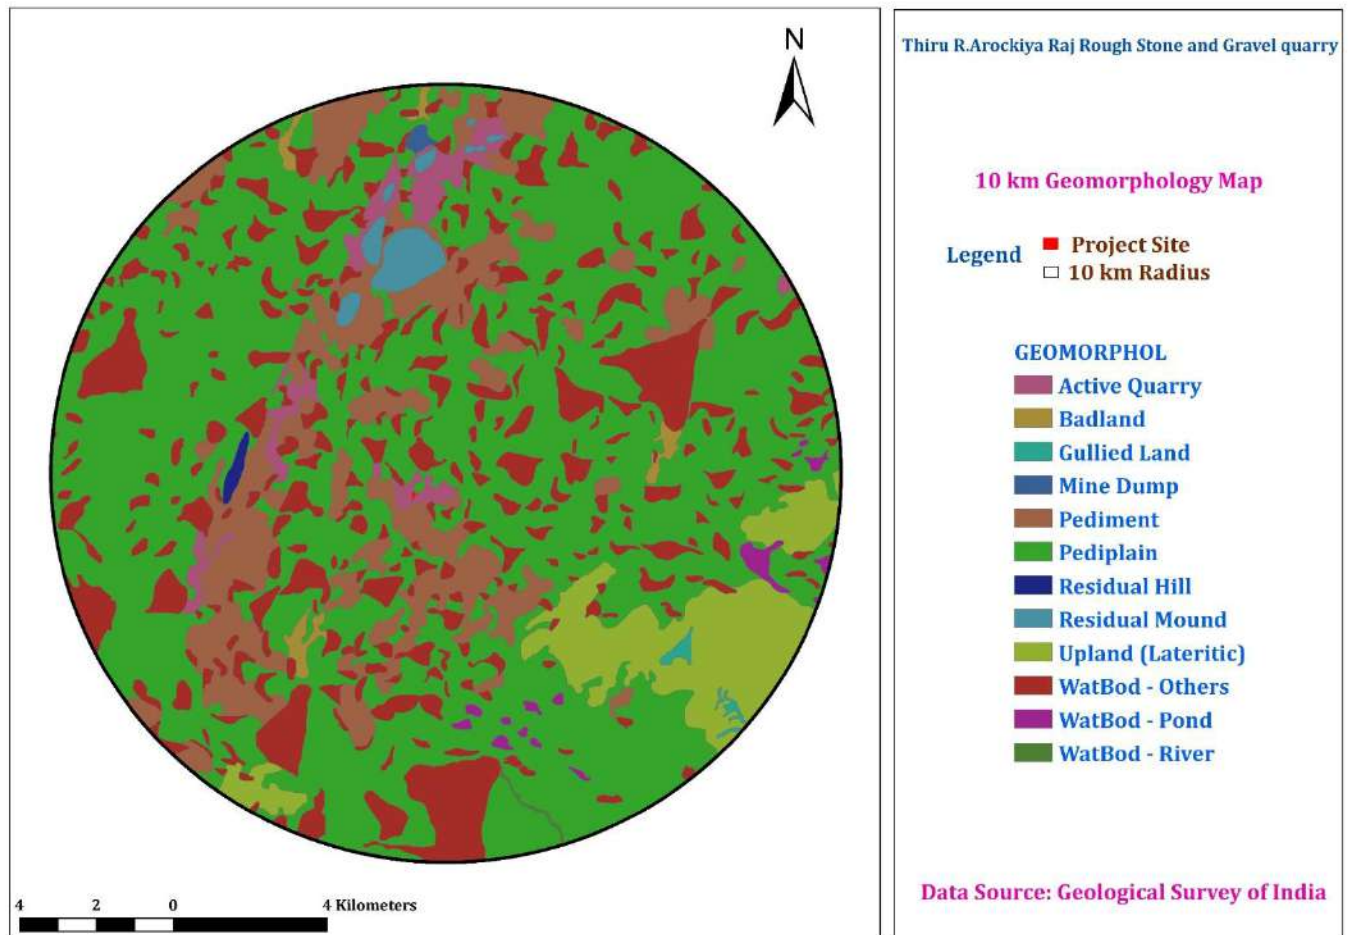 N
4 2 0 4 Kilometers
Thiru R.Arockiya Raj Rough Stone and Gravel quarry
10 km Geomorphology Map
Legend
Project Site
10 km Radius
GEOMORPHOL
Active Quarry
Badland
Gullied Land
Mine Dump
Pediment
Pediplain
Residual Hill
Residual Mound
Upland (Lateritic)
WatBod - Others
WatBod - Pond
WatBod - River
Data Source: Geological Survey of India